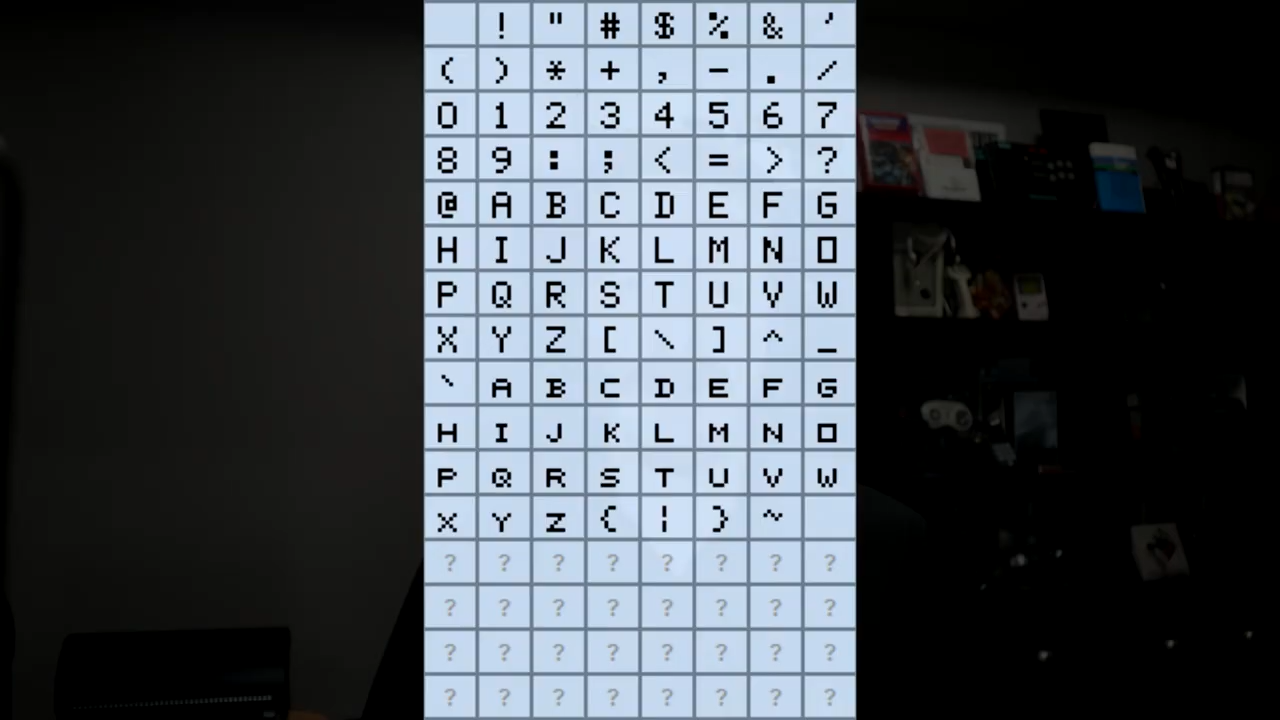 ! " # $ % & '
( ) * + , - . /
0 1 2 3 4 5 6 7
8 9 : ; < = > ?
@ A B C D E F G
H I J K L M N O
P Q R S T U V W
X Y Z [ \ ] ^ _
` A B C D E F G
H I J K L M N O
P Q R S T U V W
X Y Z { ¦ } ~
? ? ? ? ? ? ? ?
? ? ? ? ? ? ? ?
? ? ? ? ? ? ? ?
? ? ? ? ? ? ? ?